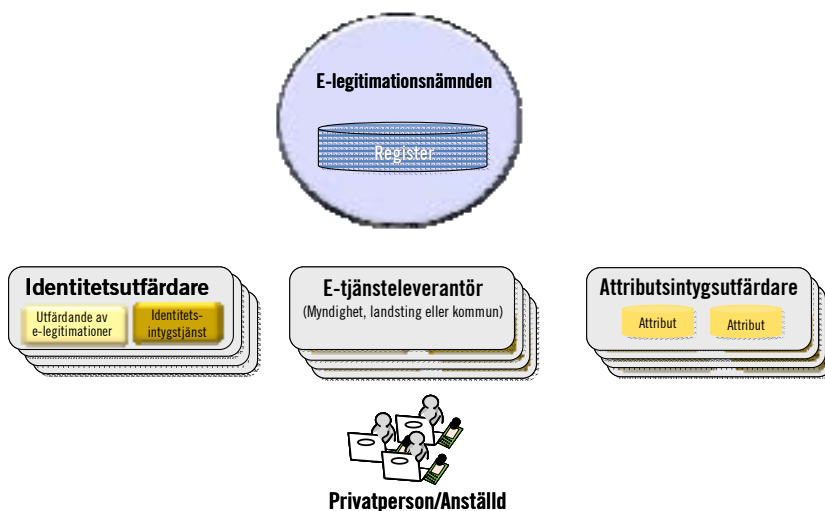 E-legitimationsnämnden
Register
Identitetsutfärdare
Utfärdande av
e-legitimationer
Identitets-
intygstjänst
E-tjänsteleverantör
(Myndighet, landsting eller kommun)
Attributsintygsutfärdare
Attribut
Attribut
Privatperson/Anställd